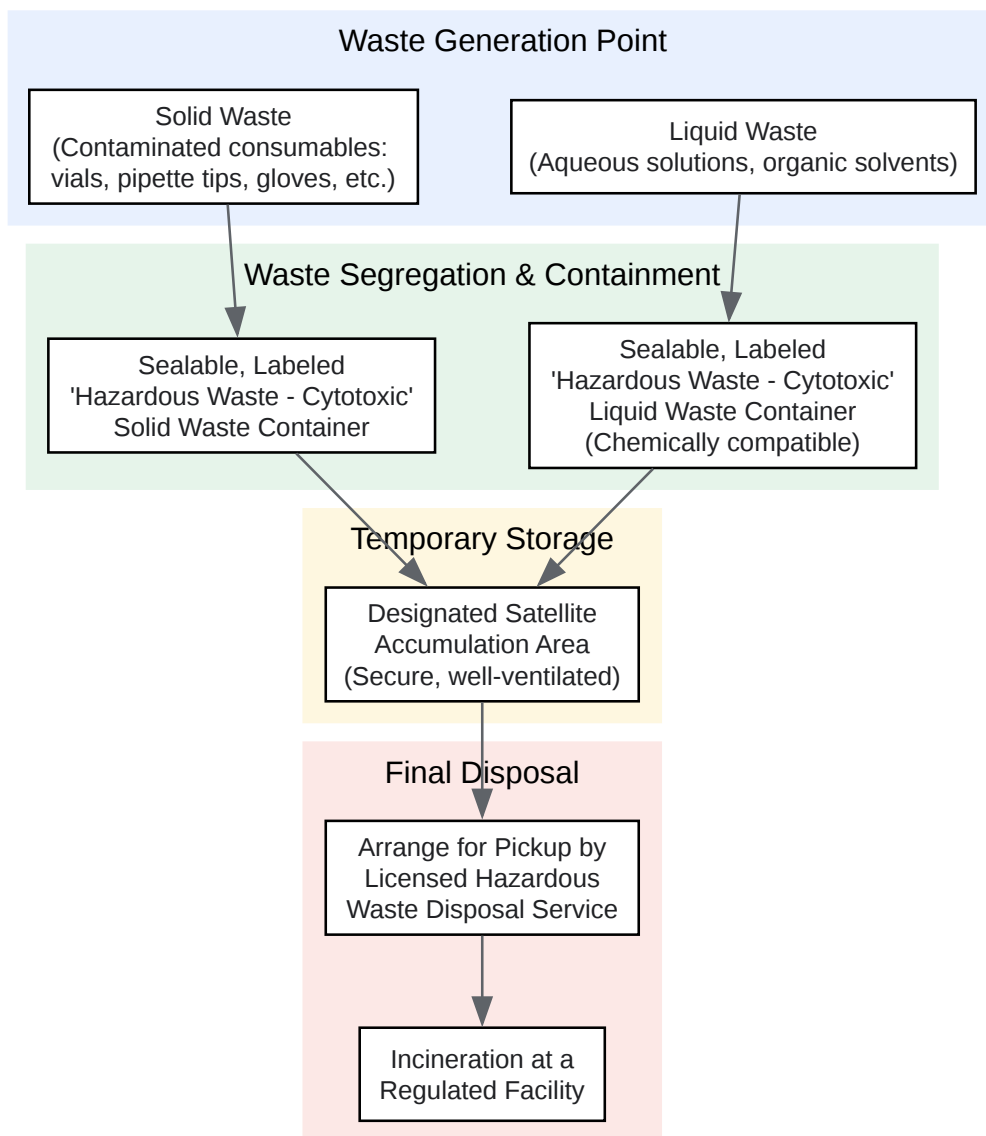 Waste Generation Point
Solid Waste
(Contaminated consumables:
vials, pipette tips, gloves, etc.)
Liquid Waste
(Aqueous solutions, organic solvents)
Waste Segregation & Containment
Sealable, Labeled
'Hazardous Waste - Cytotoxic'
Solid Waste Container
Sealable, Labeled
'Hazardous Waste - Cytotoxic'
Liquid Waste Container
(Chemically compatible)
Temporary Storage
Designated Satellite
Accumulation Area
(Secure, well-ventilated)
Final Disposal
Arrange for Pickup by
Licensed Hazardous
Waste Disposal Service
Incineration at a
Regulated Facility